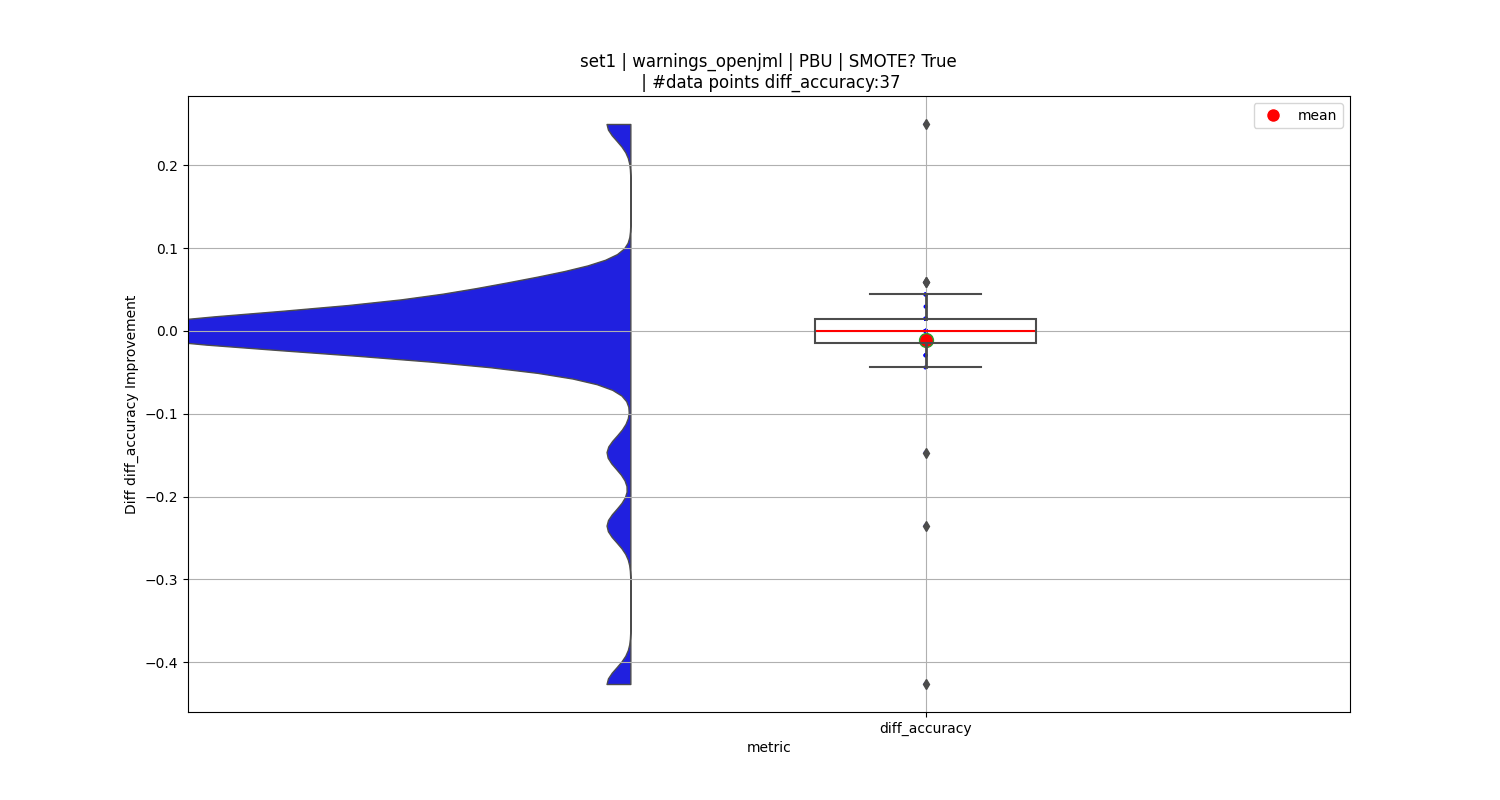 set1 | warnings_openjml | PBU | SMOTE? True
| #data points diff_accuracy:37
mean
0.2
0.1
0.0
−0.1
−0.2
−0.3
−0.4
Diff diff_accuracy Improvement
diff_accuracy
metric